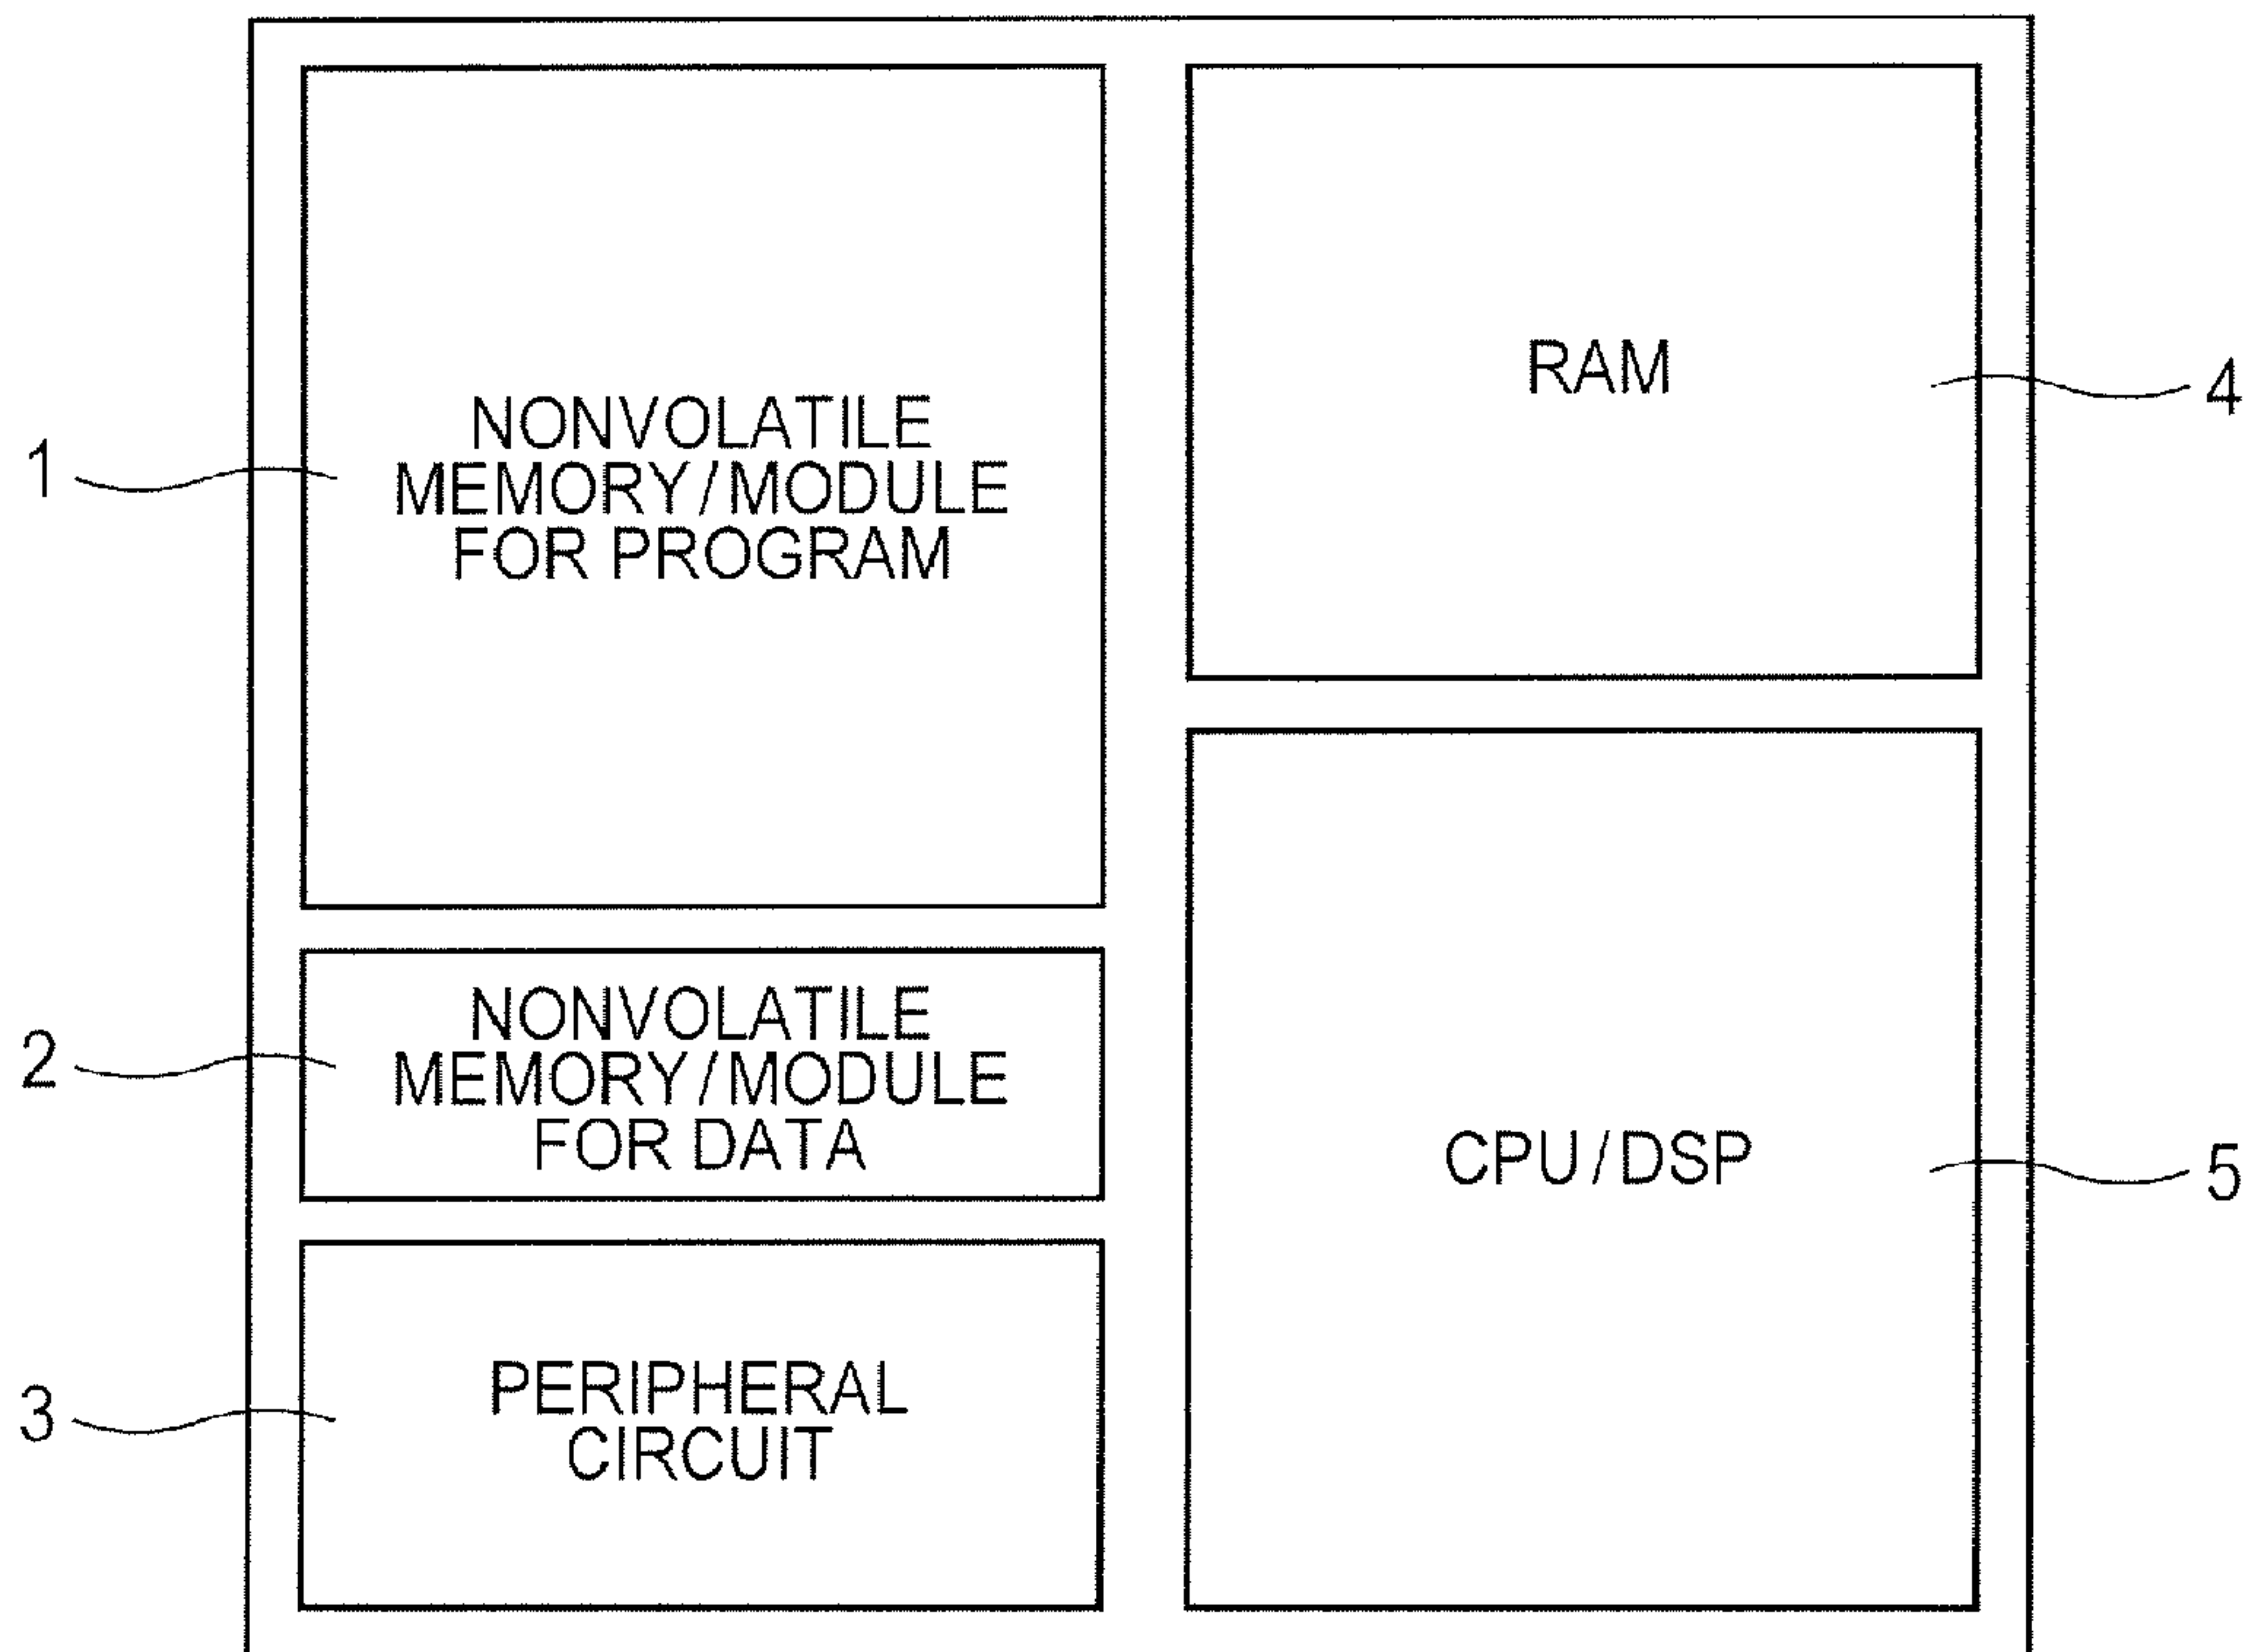 1
NONVOLATILE
MEMORY/MODULE
FOR PROGRAM
2
NONVOLATILE
MEMORY/MODULE
FOR DATA
3
PERIPHERAL
CIRCUIT
RAM
4
CPU/DSP
5